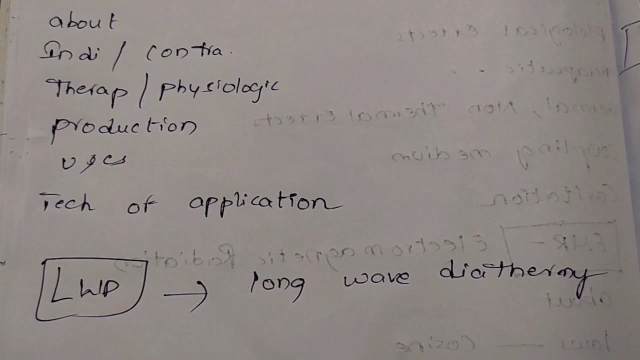 about
Indi / contra.
Therap / physiologic
production
uses
Tech of application
LWD → long wave diathermy